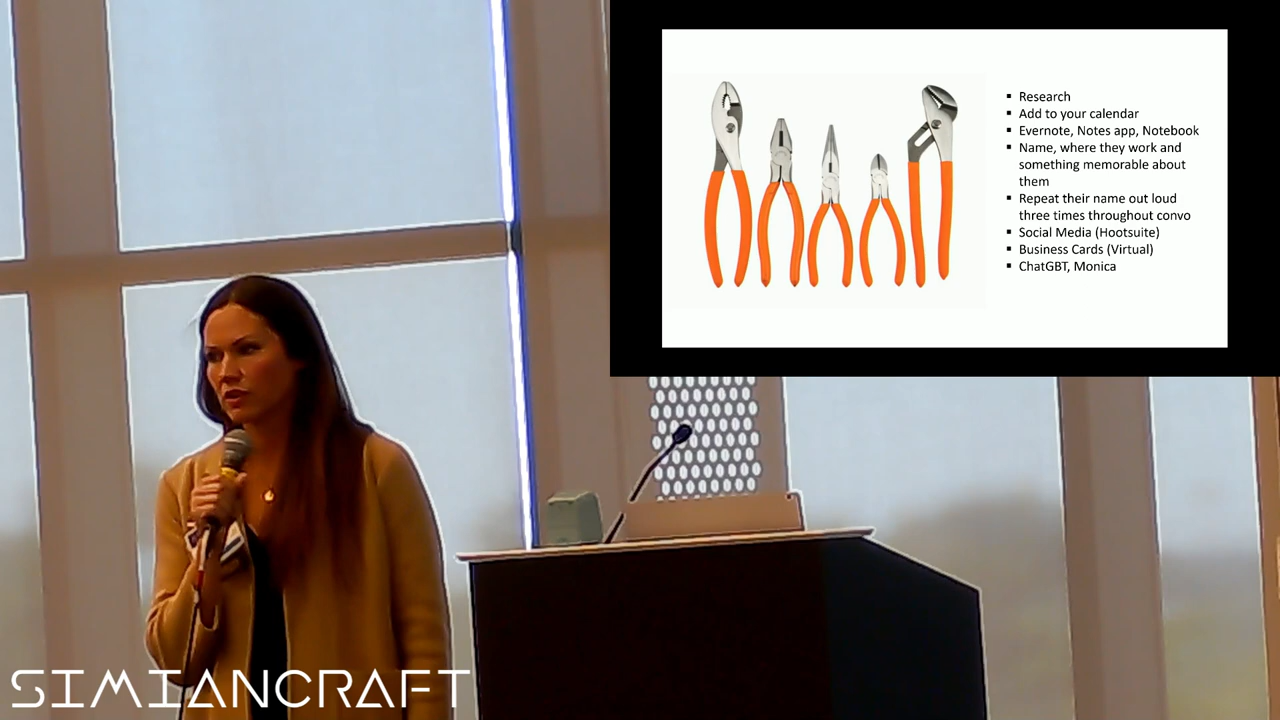 ▪ Research
▪ Add to your calendar
▪ Evernote, Notes app, Notebook
▪ Name, where they work and
something memorable about
them
▪ Repeat their name out loud
three times throughout convo
▪ Social Media (Hootsuite)
▪ Business Cards (Virtual)
▪ ChatGBT, Monica
SIMIANCRAFT